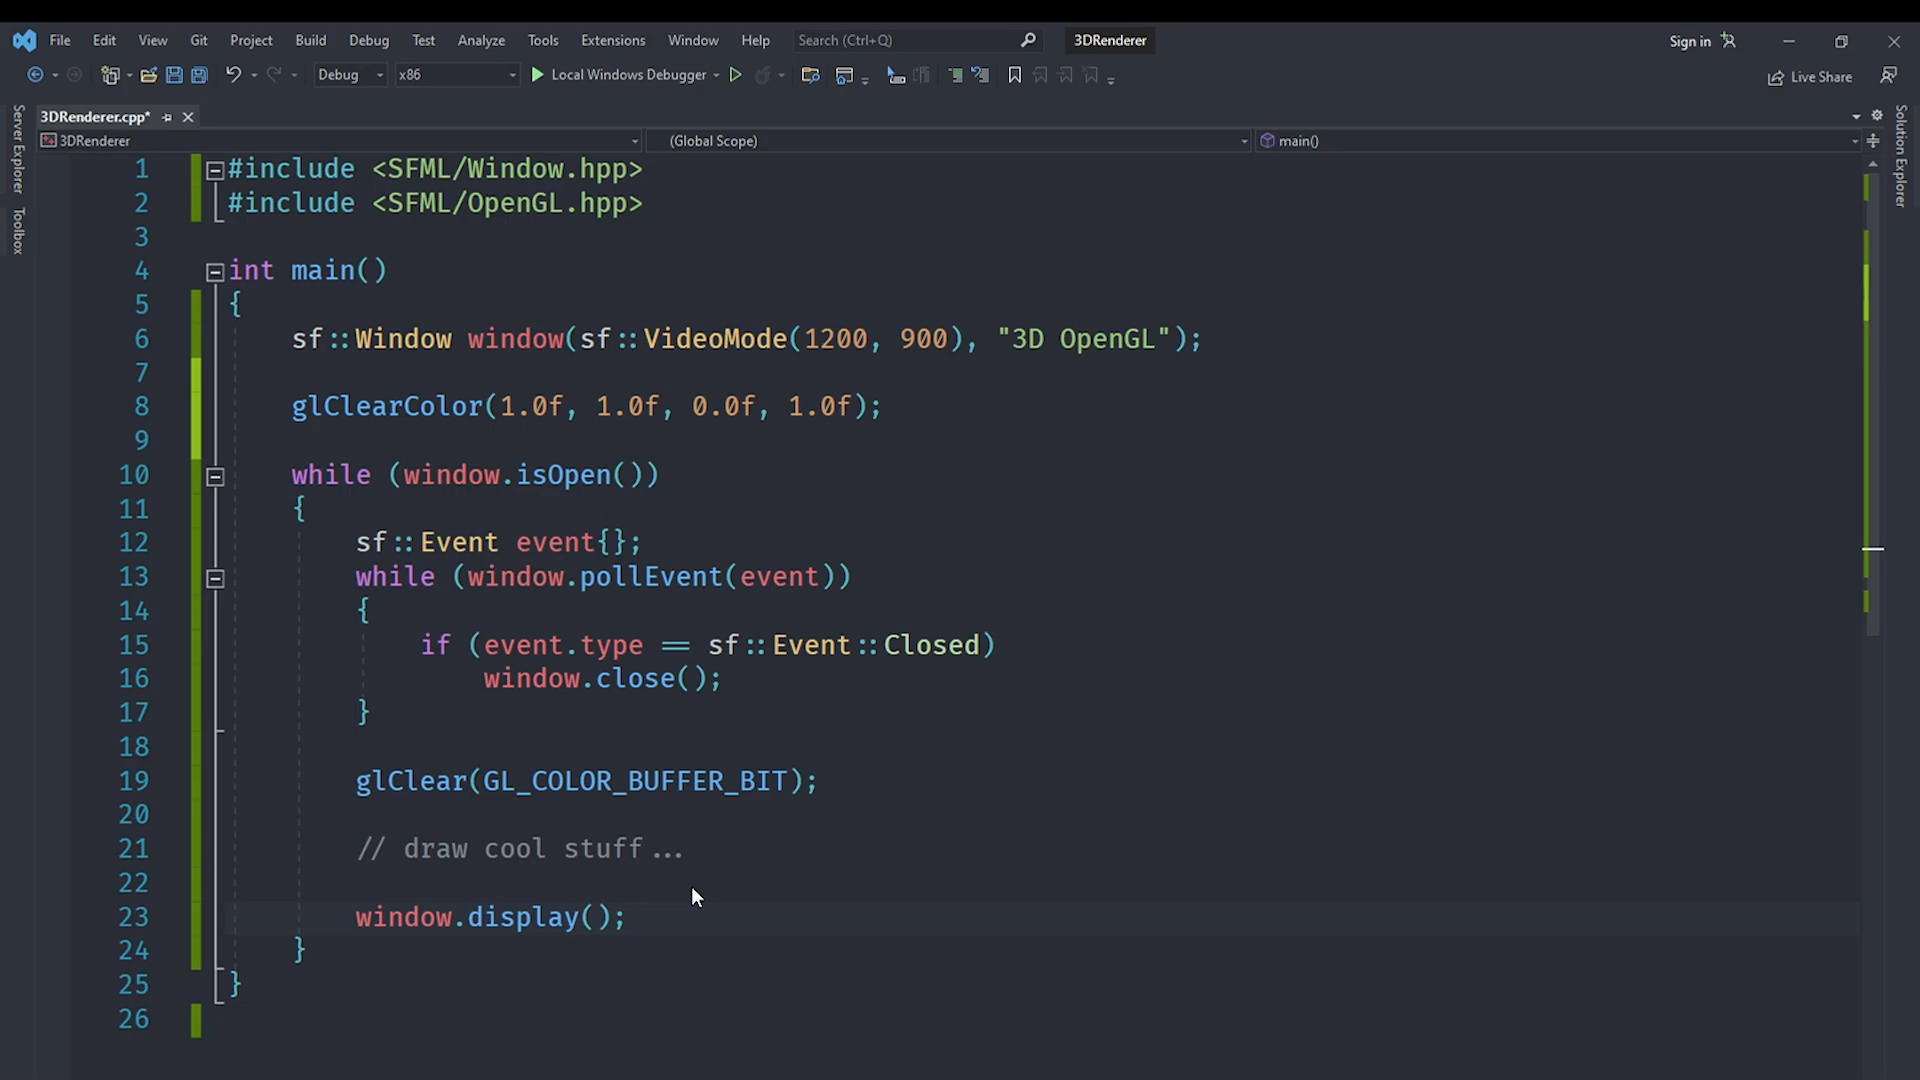 File Edit View Git Project Build Debug Test Analyze Tools Extensions Window Help Search (Ctrl+Q) 3DRenderer Sign in
Debug x86 Local Windows Debugger Live Share
3DRenderer.cpp*
3DRenderer (Global Scope) main()
Server Explorer
Toolbox
Solution Explorer
1 #include <SFML/Window.hpp>
2 #include <SFML/OpenGL.hpp>
3
4 int main()
5 {
6 sf::Window window(sf::VideoMode(1200, 900), "3D OpenGL");
7
8 glClearColor(1.0f, 1.0f, 0.0f, 1.0f);
9
10 while (window.isOpen())
11 {
12 sf::Event event{};
13 while (window.pollEvent(event))
14 {
15 if (event.type == sf::Event::Closed)
16 window.close();
17 }
18
19 glClear(GL_COLOR_BUFFER_BIT);
20
21 // draw cool stuff...
22
23 window.display();
24 }
25 }
26